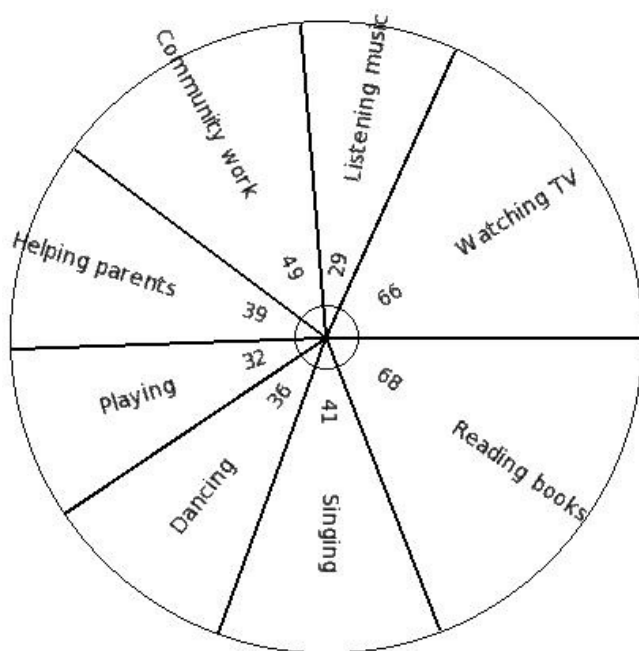 Listening music
29
Watching TV
66
Community work
49
Helping parents
39
Playing
32
Dancing
36
Singing
41
Reading books
68